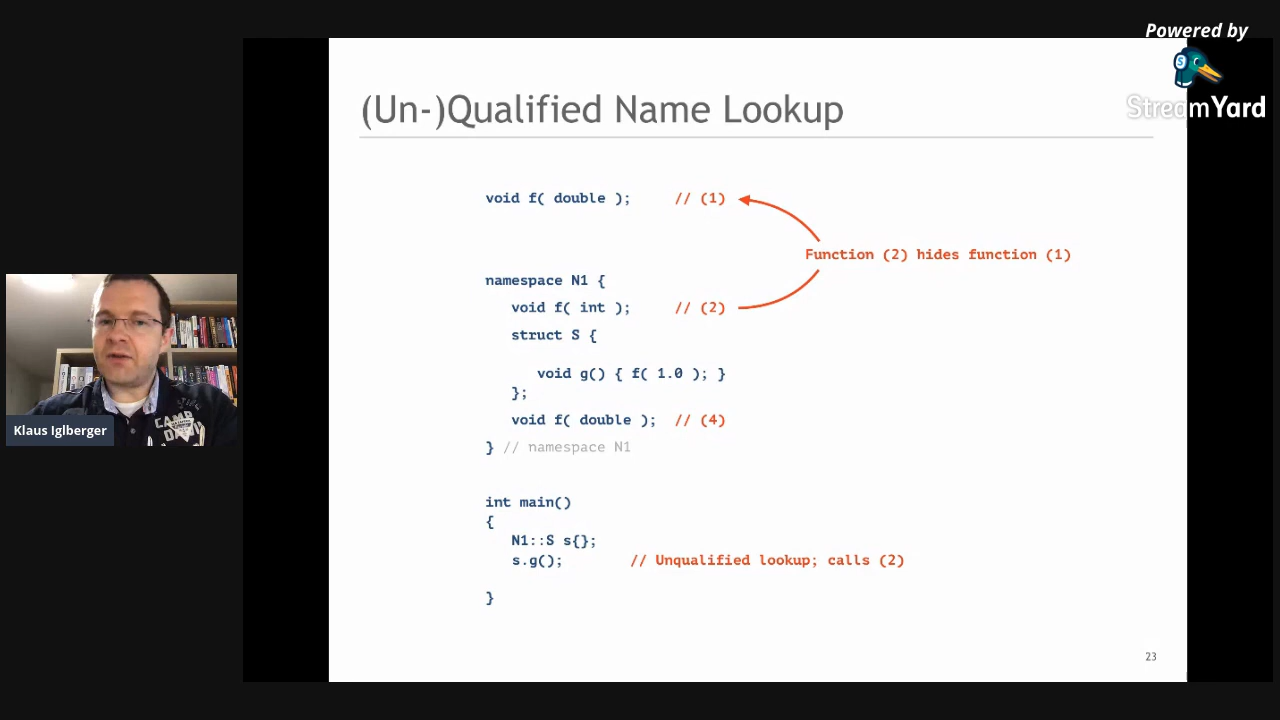 Powered by
StreamYard
(Un-)Qualified Name Lookup
void f( double ); // (1)
Function (2) hides function (1)
namespace N1 {
void f( int ); // (2)
struct S {
void g() { f( 1.0 ); }
};
void f( double ); // (4)
} // namespace N1
int main()
{
N1::S s{};
s.g(); // Unqualified lookup; calls (2)
}
23
Klaus Iglberger
CAMP